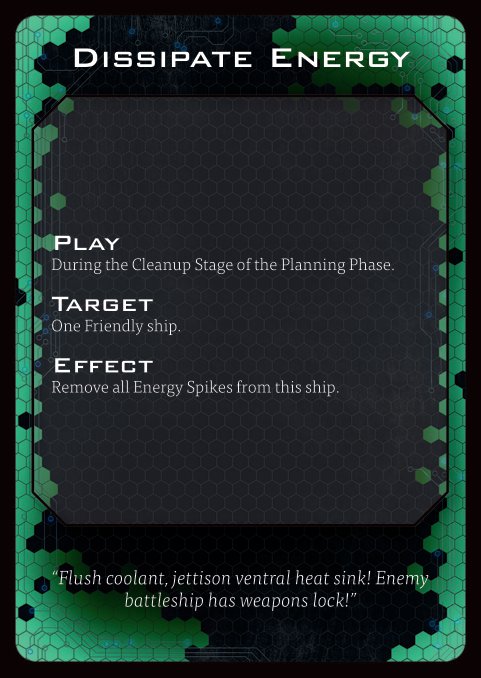 Dissipate Energy
Play
During the Cleanup Stage of the Planning Phase.
Target
One Friendly ship.
Effect
Remove all Energy Spikes from this ship.
“Flush coolant, jettison ventral heat sink! Enemy
battleship has weapons lock!”